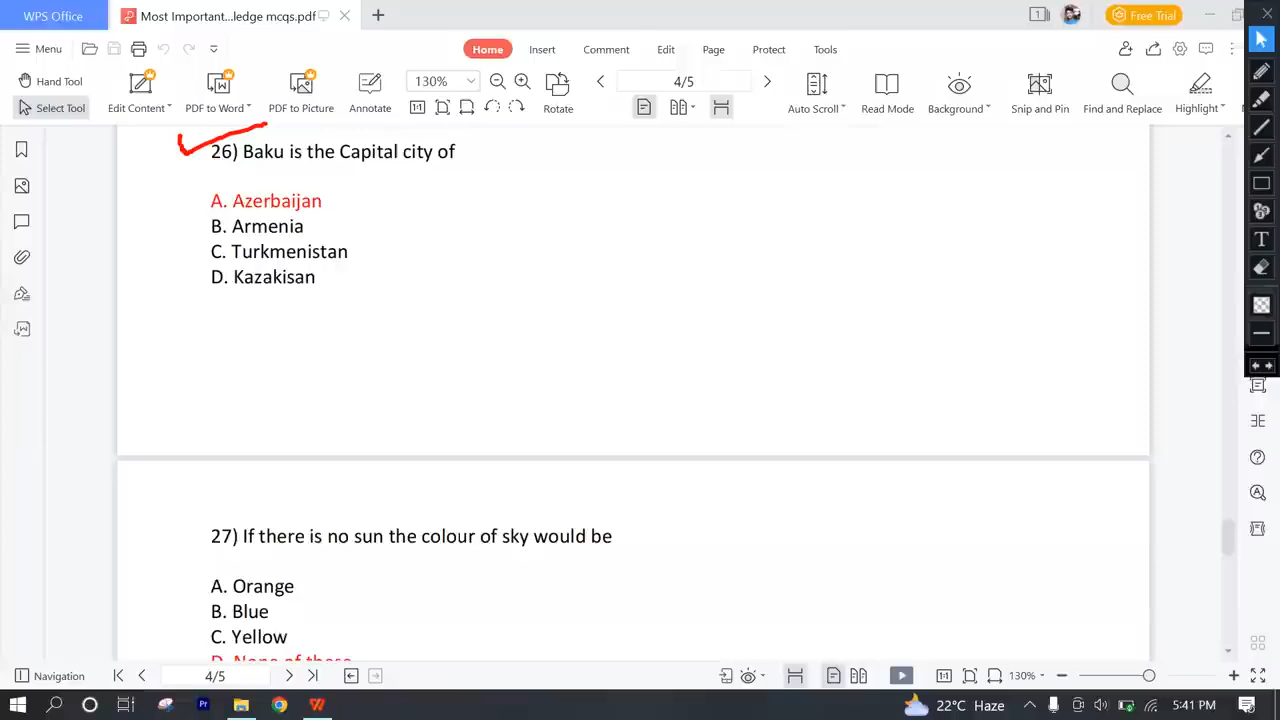 WPS Office
Most Important...ledge mcqs.pdf
1
Free Trial
Menu
Home
Insert
Comment
Edit
Page
Protect
Tools
Hand Tool
Select Tool
Edit Content
PDF to Word
PDF to Picture
Annotate
130%
Rotate
4/5
Auto Scroll
Read Mode
Background
Snip and Pin
Find and Replace
Highlight
26) Baku is the Capital city of
A. Azerbaijan
B. Armenia
C. Turkmenistan
D. Kazakisan
27) If there is no sun the colour of sky would be
A. Orange
B. Blue
C. Yellow
D. None of there
Navigation
4/5
130%
22°C Haze
5:41 PM